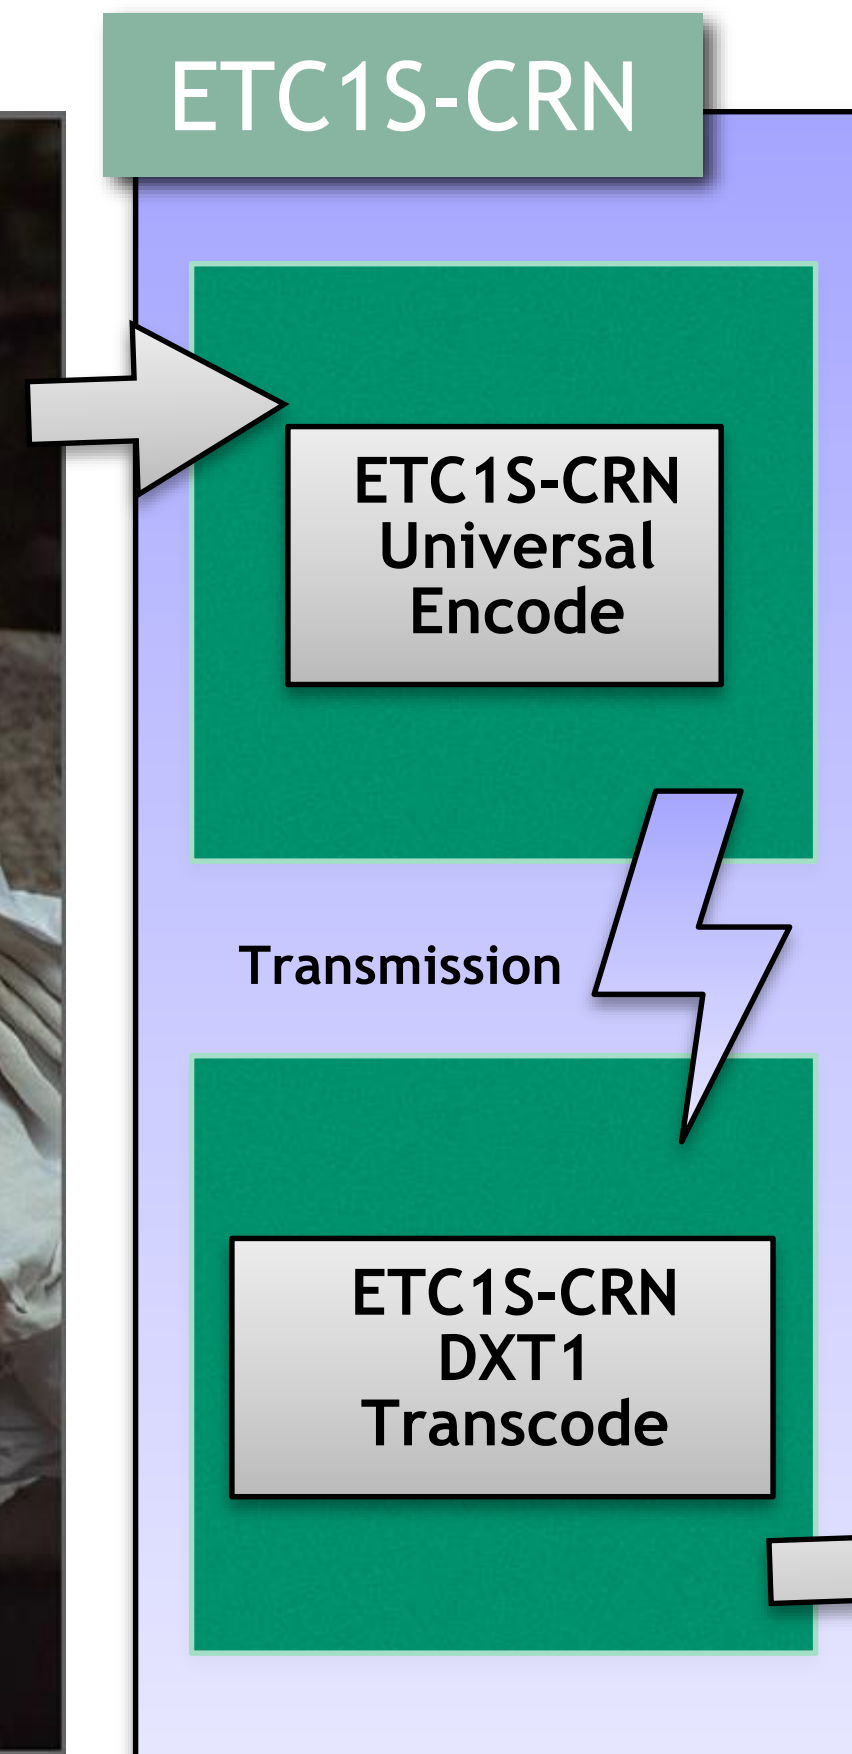 ETC1S-CRN
ETC1S-CRN
Universal
Encode
Transmission
ETC1S-CRN
DXT1
Transcode